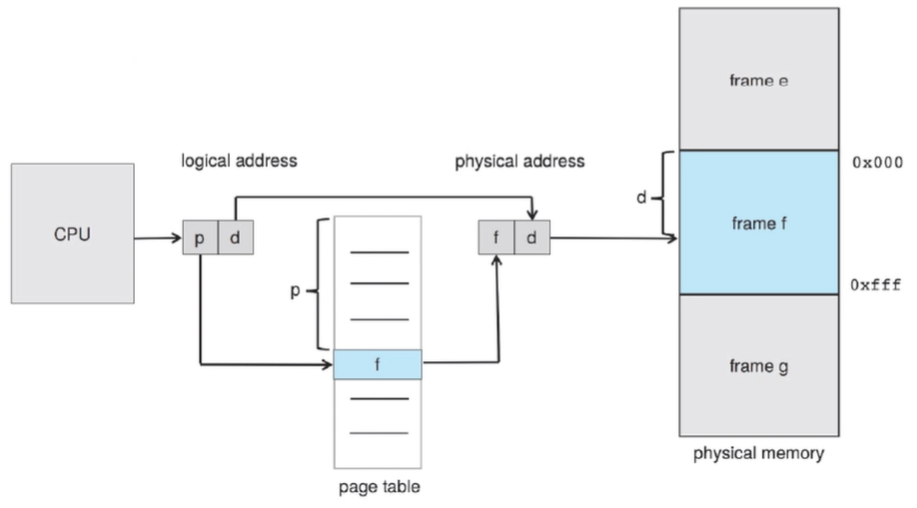 frame e
logical address
physical address
0x000
CPU
p
d
f
d
d
frame f
p
0xfff
f
frame g
physical memory
page table